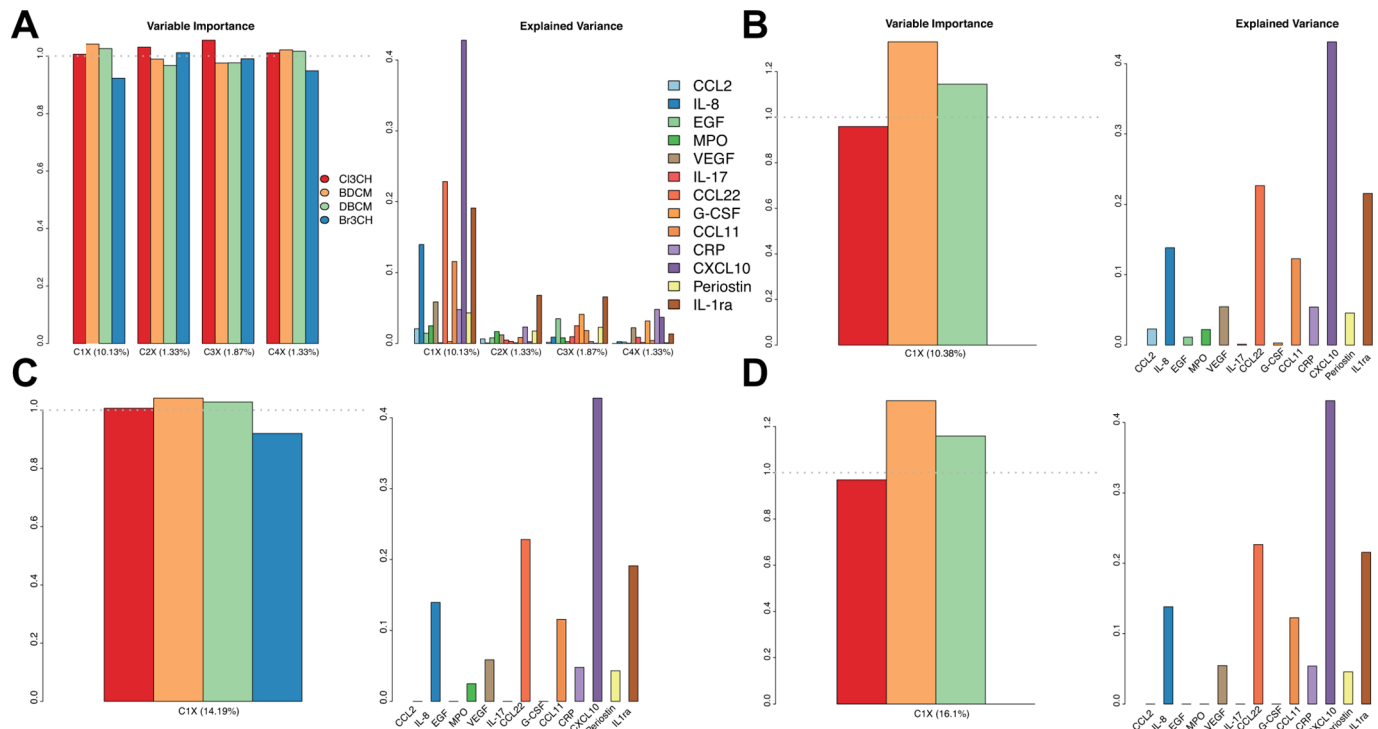 A
Variable Importance
1.0
0.8
0.6
0.4
0.2
0.0
C1X (10.13%) C2X (1.33%) C3X (1.87%) C4X (1.33%)
Cl3CH
BDCM
DBCM
Br3CH
Explained Variance
0.4
0.3
0.2
0.1
0.0
C1X (10.13%) C2X (1.33%) C3X (1.87%) C4X (1.33%)
CCL2
IL-8
EGF
MPO
VEGF
IL-17
CCL22
G-CSF
CCL11
CRP
CXCL10
Periostin
IL-1ra
B
Variable Importance
1.2
1.0
0.8
0.6
0.4
0.2
0.0
C1X (10.38%)
Explained Variance
0.4
0.3
0.2
0.1
0.0
CCL2 IL-8 EGF MPO VEGF IL-17 CCL22 G-CSF CCL11 CRP CXCL10 Periostin IL1ra
C
1.0
0.8
0.6
0.4
0.2
0.0
C1X (14.19%)
0.4
0.3
0.2
0.1
0.0
CCL2 IL-8 EGF MPO VEGF IL-17 CCL22 G-CSF CCL11 CRP CXCL10 Periostin IL1ra
D
1.2
1.0
0.8
0.6
0.4
0.2
0.0
C1X (16.1%)
0.4
0.3
0.2
0.1
0.0
CCL2 IL-8 EGF MPO VEGF IL-17 CCL22 G-CSF CCL11 CRP CXCL10 Periostin IL1ra